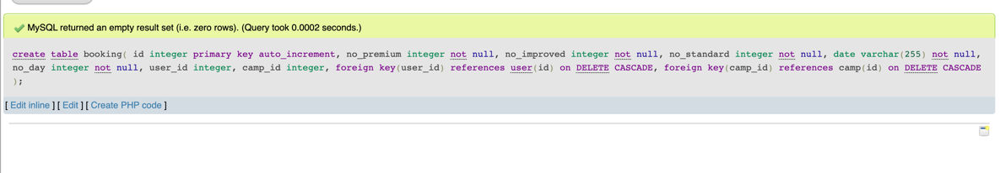 MySQL returned an empty result set (i.e. zero rows). (Query took 0.0002 seconds.)
create table booking( id integer primary key auto_increment, no_premium integer not null, no_improved integer not null, no_standard integer not null, date varchar(255) not null,
no_day integer not null, user_id integer, camp_id integer, foreign key(user_id) references user(id) on DELETE CASCADE, foreign key(camp_id) references camp(id) on DELETE CASCADE
);
[ Edit inline ] [ Edit ] [ Create PHP code ]